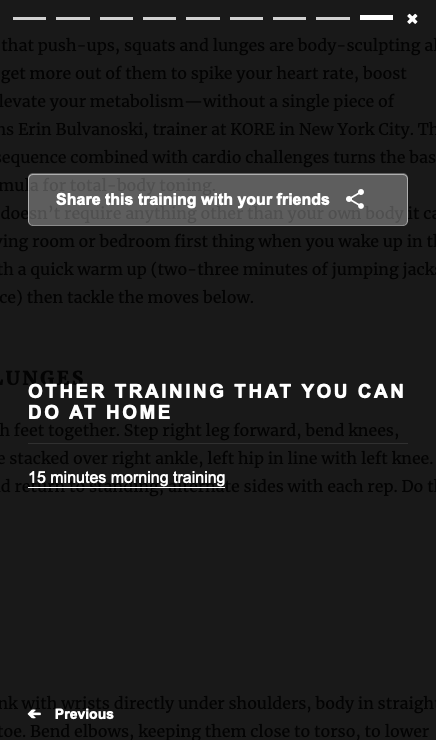 that push-ups, squats and lunges are body-sculpting al
get more out of them to spike your heart rate, boost
levate your metabolism—without a single piece of
ns Erin Bulvanoski, trainer at KORE in New York City. Th
sequence combined with cardio challenges turns the bas
mula for total-body toning.
Share this training with your friends
doesn't require anything other than your own body it ca
ving room or bedroom first thing when you wake up in th
th a quick warm up (two-three minutes of jumping jacks
ce) then tackle the moves below.
LUNGES
OTHER TRAINING THAT YOU CAN
DO AT HOME
h feet together. Step right leg forward, bend knees,
e stacked over right ankle, left hip in line with left knee.
15 minutes morning training
d return to standing, alternate sides with each rep. Do th
nk with wrists directly under shoulders, body in straight
Previous
toe. Bend elbows, keeping them close to torso, to lower